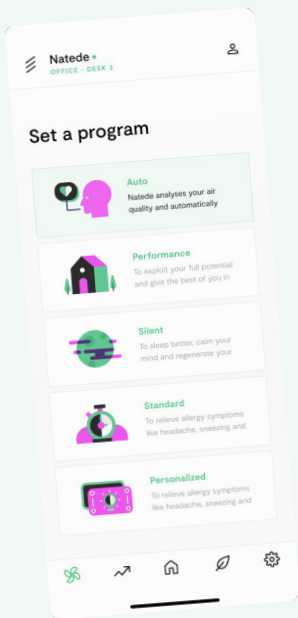 Natede
OFFICE - DESK 3
Set a program
Auto
Natede analyses your air
quality and automatically
Performance
To exploit your full potential
and give the best of you in
Silent
To sleep better, calm your
mind and regenerate your
Standard
To relieve allergy symptoms
like headache, sneezing and
Personalized
To relieve allergy symptoms
like headache, sneezing and